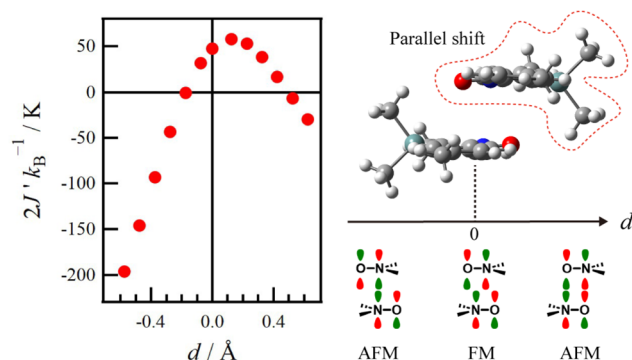 50
0
-50
-100
-150
-200
2J' kB⁻¹ / K
-0.4
0.0
0.4
d / Å
Parallel shift
0
d
O–N
N–O
AFM
O–N
N–O
FM
O–N
N–O
AFM